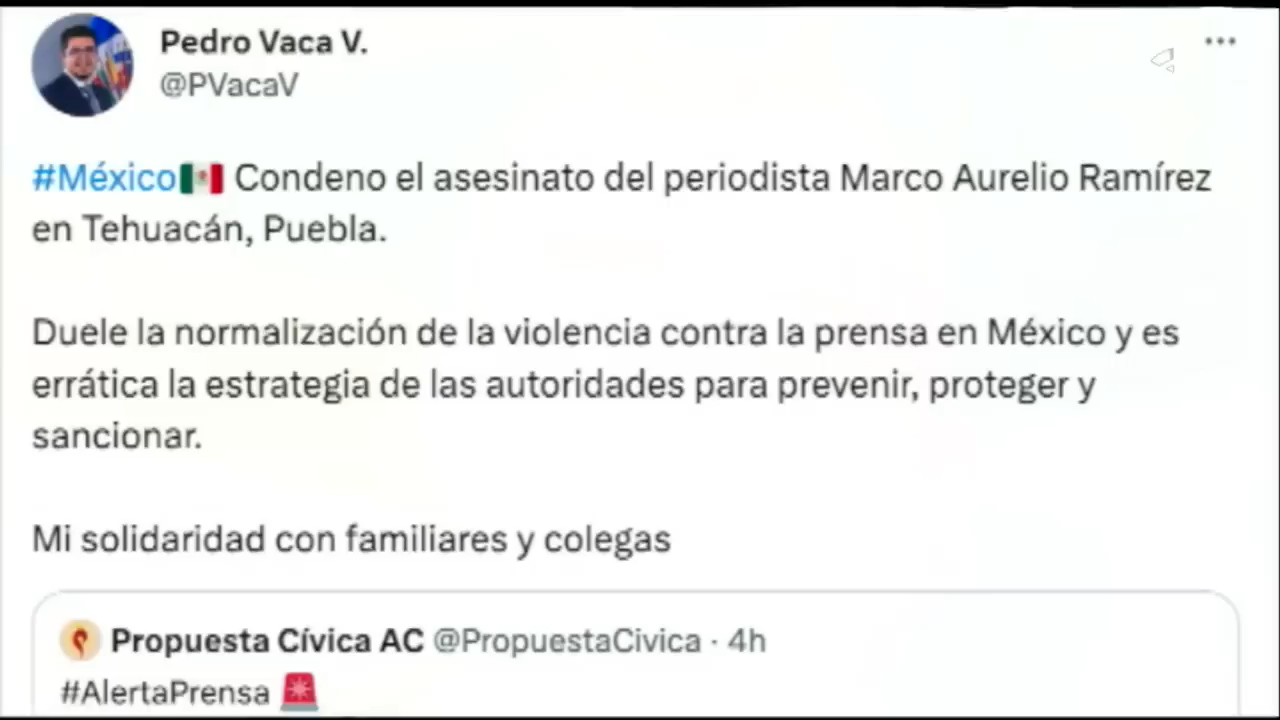 Pedro Vaca V.
@PVacaV
#México🇲🇽 Condeno el asesinato del periodista Marco Aurelio Ramírez
en Tehuacán, Puebla.
Duele la normalización de la violencia contra la prensa en México y es
errática la estrategia de las autoridades para prevenir, proteger y
sancionar.
Mi solidaridad con familiares y colegas
Propuesta Cívica AC @PropuestaCivica · 4h
#AlertaPrensa 🚨